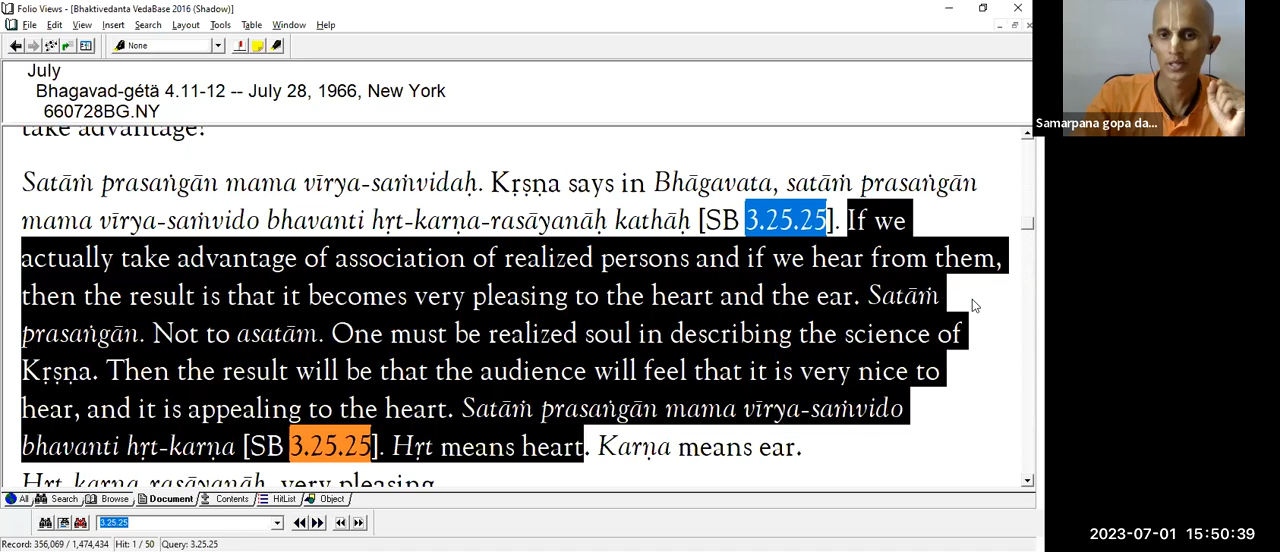 Folio Views - [Bhaktivedanta VedaBase 2016 (Shadow)]
File Edit View Insert Search Layout Tools Table Window Help
None
July
Bhagavad-gétä 4.11-12 -- July 28, 1966, New York
660728BG.NY
take advantage?
Satāṁ prasaṅgān mama vīrya-saṁvidaḥ. Kṛṣṇa says in Bhāgavata, satāṁ prasaṅgān
mama vīrya-saṁvido bhavanti hṛt-karṇa-rasāyanāḥ kathāḥ [SB 3.25.25]. If we
actually take advantage of association of realized persons and if we hear from them,
then the result is that it becomes very pleasing to the heart and the ear. Satāṁ
prasaṅgān. Not to asatām. One must be realized soul in describing the science of
Kṛṣṇa. Then the result will be that the audience will feel that it is very nice to
hear, and it is appealing to the heart. Satāṁ prasaṅgān mama vīrya-saṁvido
bhavanti hṛt-karṇa [SB 3.25.25]. Hṛt means heart. Karṇa means ear.
Hṛt-karṇa-rasāyanāḥ, very pleasing
All Search Browse Document Contents HitList Object
3.25.25
Record: 356,069 / 1,474,434 Hit: 1 / 50 Query: 3.25.25
Samarpana gopa da...
2023-07-01 15:50:39